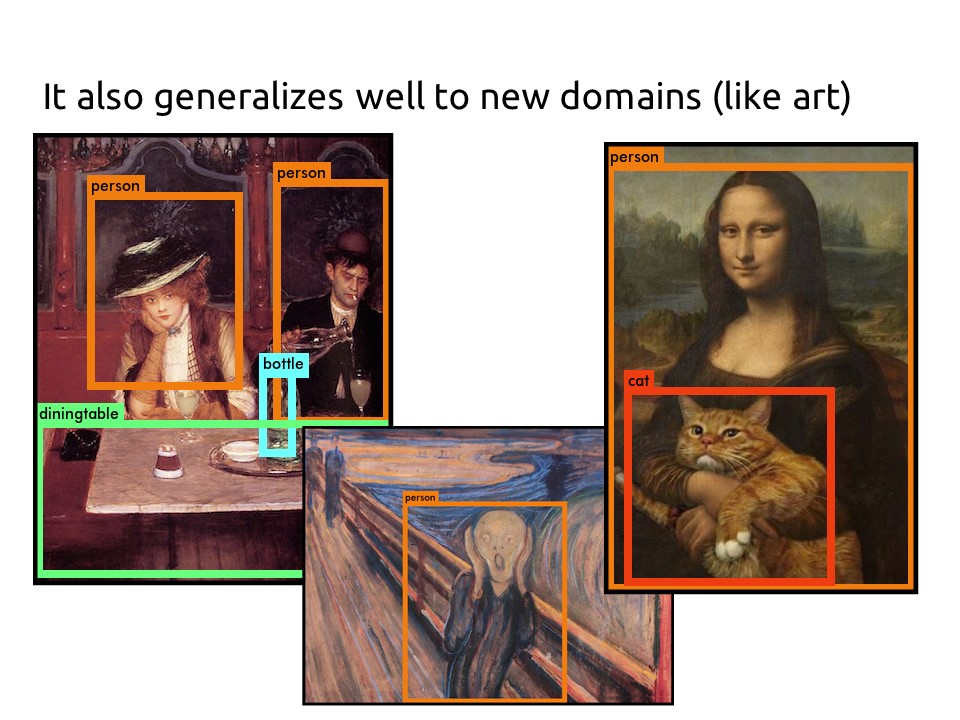 It also generalizes well to new domains (like art)
person
person
bottle
diningtable
person
person
cat